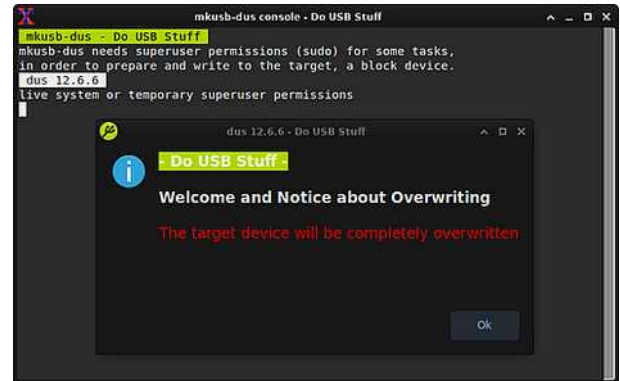 mkusb-dus console - Do USB Stuff
mkusb-dus - Do USB Stuff
mkusb-dus needs superuser permissions (sudo) for some tasks,
in order to prepare and write to the target, a block device.
dus 12.6.6
live system or temporary superuser permissions
dus 12.6.6 - Do USB Stuff
- Do USB Stuff -
Welcome and Notice about Overwriting
The target device will be completely overwritten
Ok